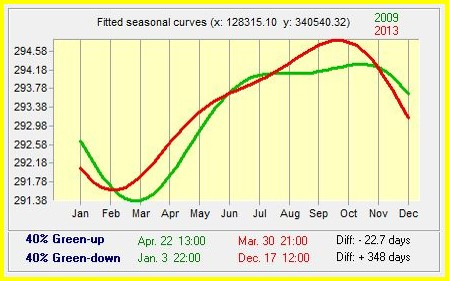 Fitted seasonal curves (x: 128315.10 y: 340540.32)
2009
2013
294.58
294.18
293.78
293.38
292.98
292.58
292.18
291.78
291.38
Jan Feb Mar Apr May Jun Jul Aug Sep Oct Nov Dec
40% Green-up Apr. 22 13:00 Mar. 30 21:00 Diff: - 22.7 days
40% Green-down Jan. 3 22:00 Dec. 17 12:00 Diff: + 348 days